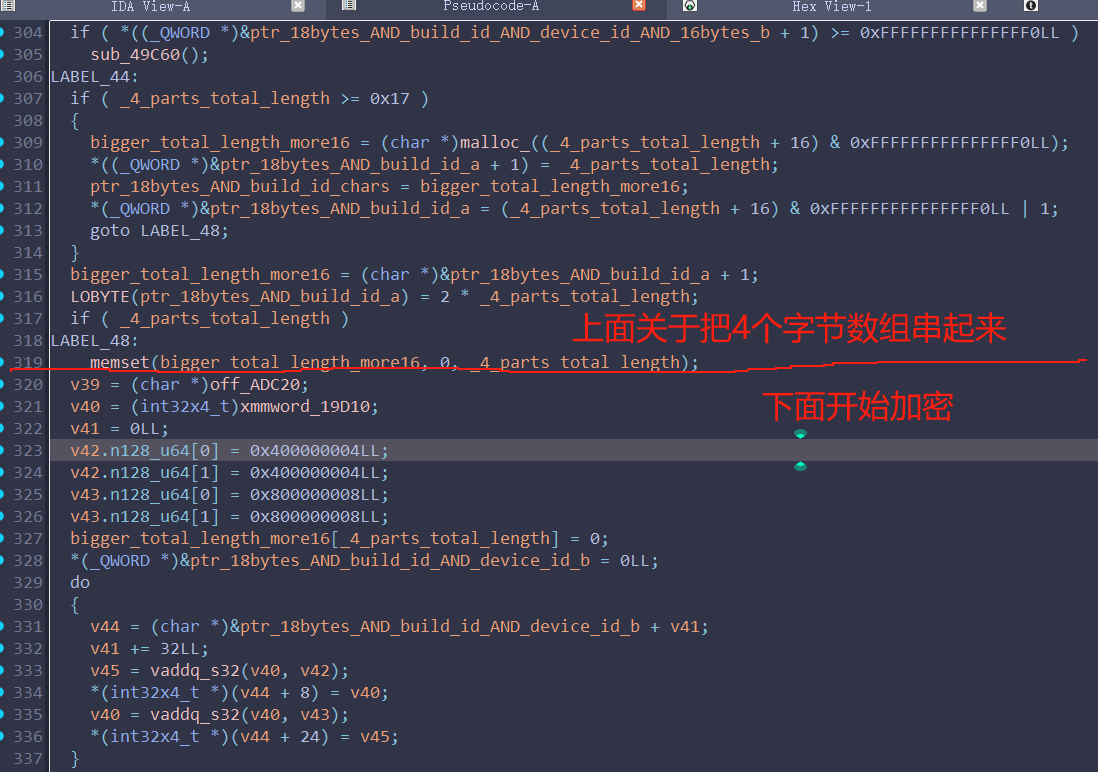 IDA View-A
Pseudocode-A
Hex View-1
304 if ( *((_QWORD *)&ptr_18bytes_AND_build_id_AND_device_id_AND_16bytes_b + 1) >= 0xFFFFFFFFFFFFFFF0LL )
305 sub_49C60();
306 LABEL_44:
307 if ( _4_parts_total_length >= 0x17 )
308 {
309 bigger_total_length_more16 = (char *)malloc_((_4_parts_total_length + 16) & 0xFFFFFFFFFFFFFFF0LL);
310 *((_QWORD *)&ptr_18bytes_AND_build_id_a + 1) = _4_parts_total_length;
311 ptr_18bytes_AND_build_id_chars = bigger_total_length_more16;
312 *(_QWORD *)&ptr_18bytes_AND_build_id_a = (_4_parts_total_length + 16) & 0xFFFFFFFFFFFFFFF0LL | 1;
313 goto LABEL_48;
314 }
315 bigger_total_length_more16 = (char *)&ptr_18bytes_AND_build_id_a + 1;
316 LOBYTE(ptr_18bytes_AND_build_id_a) = 2 * _4_parts_total_length;
317 if ( _4_parts_total_length )
上面关于把4个字节数组串起来
318 LABEL_48:
319 memset(bigger_total_length_more16, 0, _4_parts_total_length);
320 v39 = (char *)off_ADC20;
321 v40 = (int32x4_t)xmmword_19D10;
下面开始加密
322 v41 = 0LL;
323 v42.n128_u64[0] = 0x400000004LL;
324 v42.n128_u64[1] = 0x400000004LL;
325 v43.n128_u64[0] = 0x800000008LL;
326 v43.n128_u64[1] = 0x800000008LL;
327 bigger_total_length_more16[_4_parts_total_length] = 0;
328 *(_QWORD *)&ptr_18bytes_AND_build_id_AND_device_id_b = 0LL;
329 do
330 {
331 v44 = (char *)&ptr_18bytes_AND_build_id_AND_device_id_b + v41;
332 v41 += 32LL;
333 v45 = vaddq_s32(v40, v42);
334 *(int32x4_t *)(v44 + 8) = v40;
335 v40 = vaddq_s32(v40, v43);
336 *(int32x4_t *)(v44 + 24) = v45;
337 }